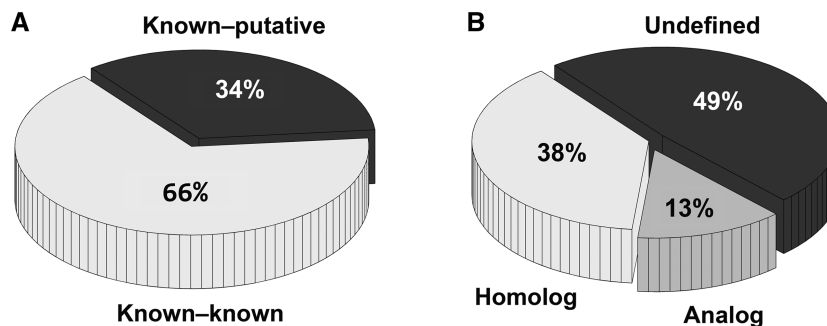 A
Known–putative
34%
66%
Known–known
B
Undefined
49%
38%
13%
Homolog
Analog